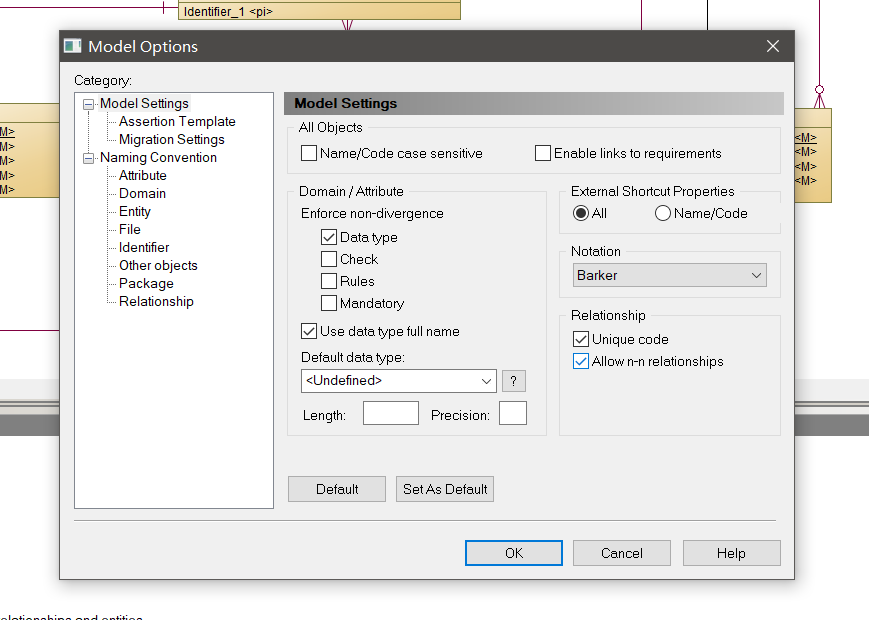 Identifier_1 <pi>
Model Options
Category:
Model Settings
Assertion Template
Migration Settings
Naming Convention
Attribute
Domain
Entity
File
Identifier
Other objects
Package
Relationship
Model Settings
All Objects
Name/Code case sensitive
Enable links to requirements
Domain / Attribute
Enforce non-divergence
Data type
Check
Rules
Mandatory
Use data type full name
Default data type:
<Undefined>
?
Length:
Precision:
External Shortcut Properties
All
Name/Code
Notation
Barker
Relationship
Unique code
Allow n-n relationships
Default
Set As Default
OK
Cancel
Help
M>
M>
M>
M>
M>
<M>
<M>
<M>
<M>
elationships and entities